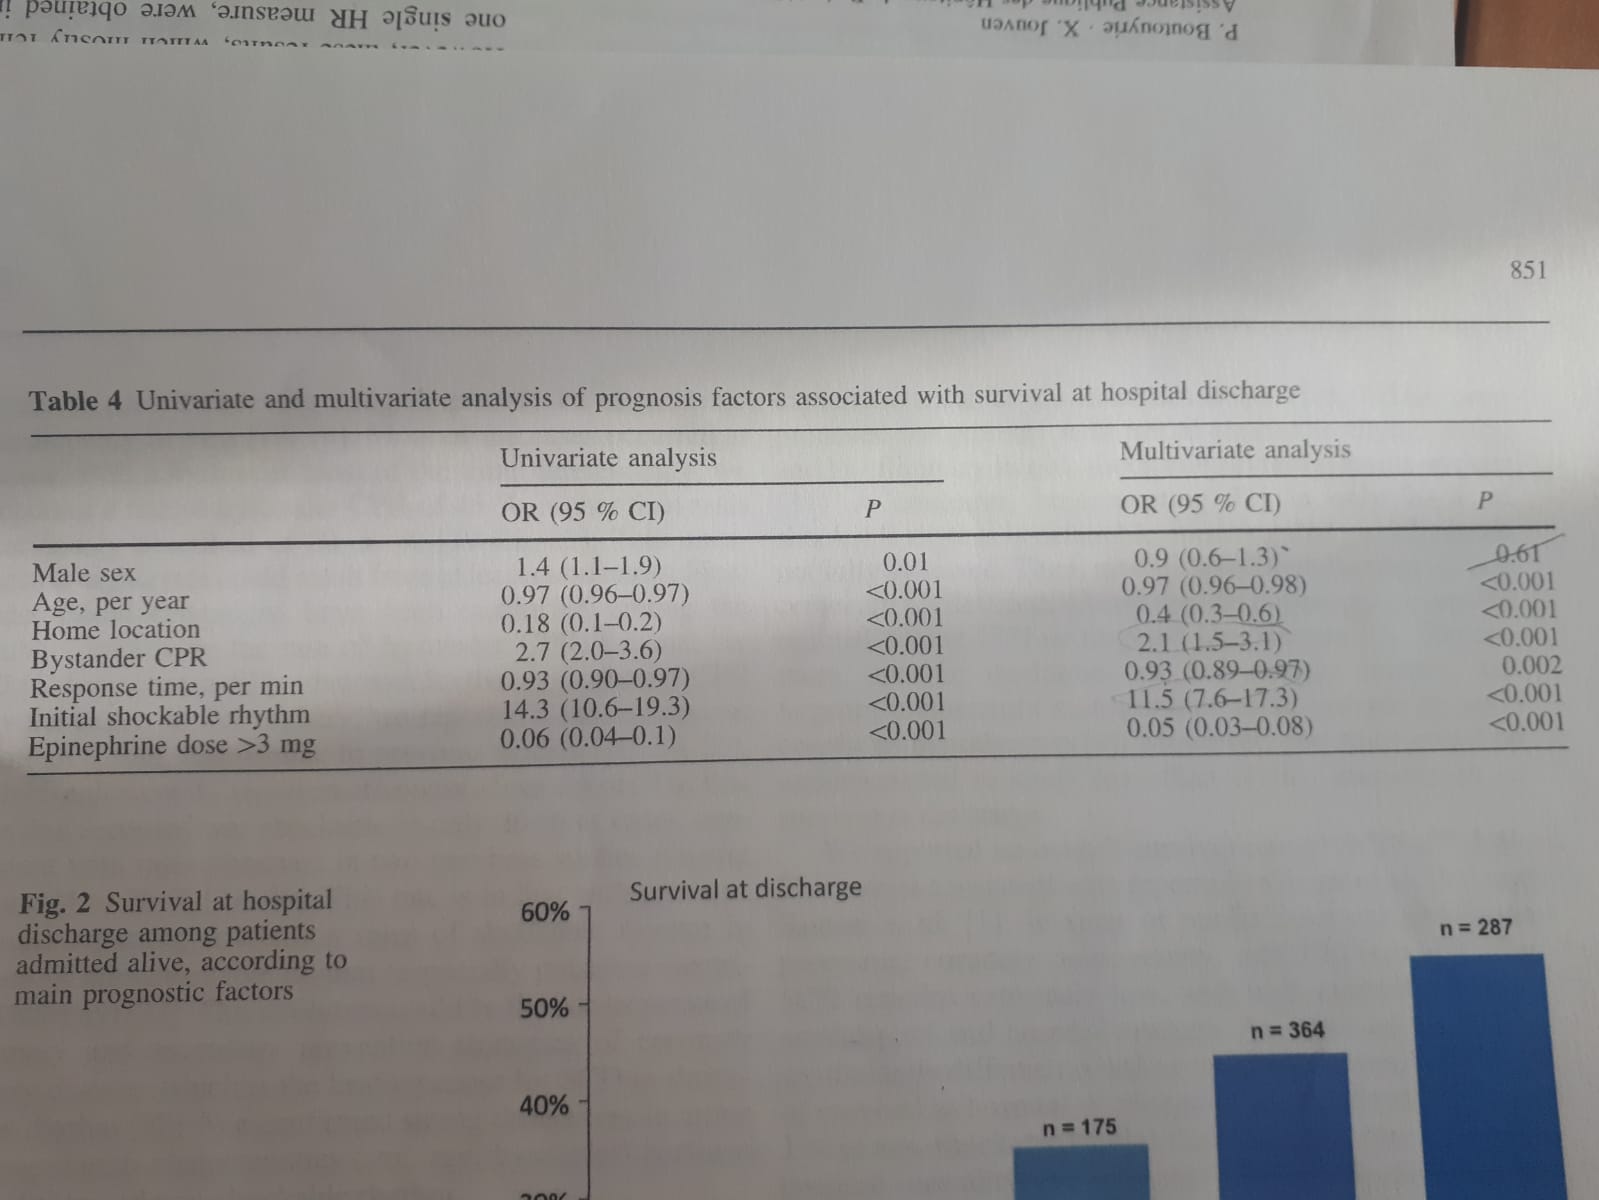 one single HR measure, were obtained
P. Boutouyrie · X. Jouven
851
Table 4 Univariate and multivariate analysis of prognosis factors associated with survival at hospital discharge
Univariate analysis Multivariate analysis
OR (95 % CI) P OR (95 % CI) P
Male sex 1.4 (1.1–1.9) 0.01 0.9 (0.6–1.3) 0.61
Age, per year 0.97 (0.96–0.97) <0.001 0.97 (0.96–0.98) <0.001
Home location 0.18 (0.1–0.2) <0.001 0.4 (0.3–0.6) <0.001
Bystander CPR 2.7 (2.0–3.6) <0.001 2.1 (1.5–3.1) <0.001
Response time, per min 0.93 (0.90–0.97) <0.001 0.93 (0.89–0.97) 0.002
Initial shockable rhythm 14.3 (10.6–19.3) <0.001 11.5 (7.6–17.3) <0.001
Epinephrine dose >3 mg 0.06 (0.04–0.1) <0.001 0.05 (0.03–0.08) <0.001
Fig. 2 Survival at hospital
discharge among patients
admitted alive, according to
main prognostic factors
Survival at discharge
60%
n = 287
50%
n = 364
40%
n = 175